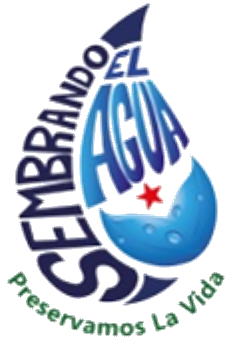 SEMBRANDO
EL
AGUA
Preservamos La Vida